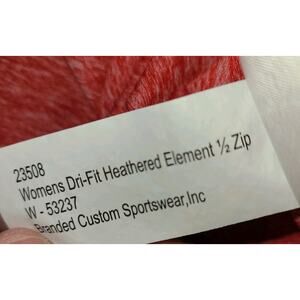 23508
Womens Dri-Fit Heathered Element ½ Zip
W - 53237
Branded Custom Sportswear,Inc